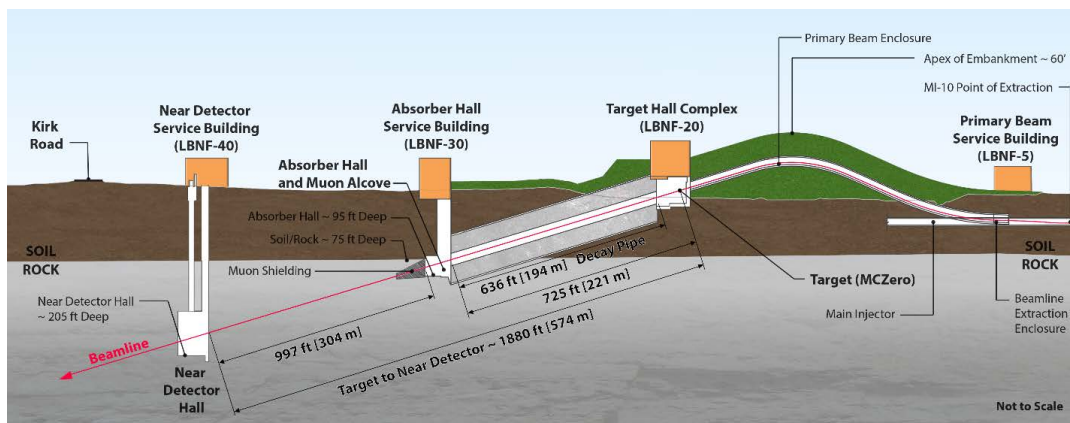 Primary Beam Enclosure
Apex of Embankment ~ 60'
MI-10 Point of Extraction
Kirk
Road
Near Detector
Service Building
(LBNF-40)
Absorber Hall
Service Building
(LBNF-30)
Target Hall Complex
(LBNF-20)
Primary Beam
Service Building
(LBNF-5)
Absorber Hall
and Muon Alcove
Absorber Hall ~ 95 ft Deep
Soil/Rock ~ 75 ft Deep
Muon Shielding
SOIL
ROCK
SOIL
ROCK
636 ft [194 m] Decay Pipe
725 ft [221 m]
Target (MCZero)
Main Injector
Beamline
Extraction
Enclosure
Near Detector Hall
~ 205 ft Deep
997 ft [304 m]
Target to Near Detector ~ 1880 ft [574 m]
Beamline
Near
Detector
Hall
Not to Scale